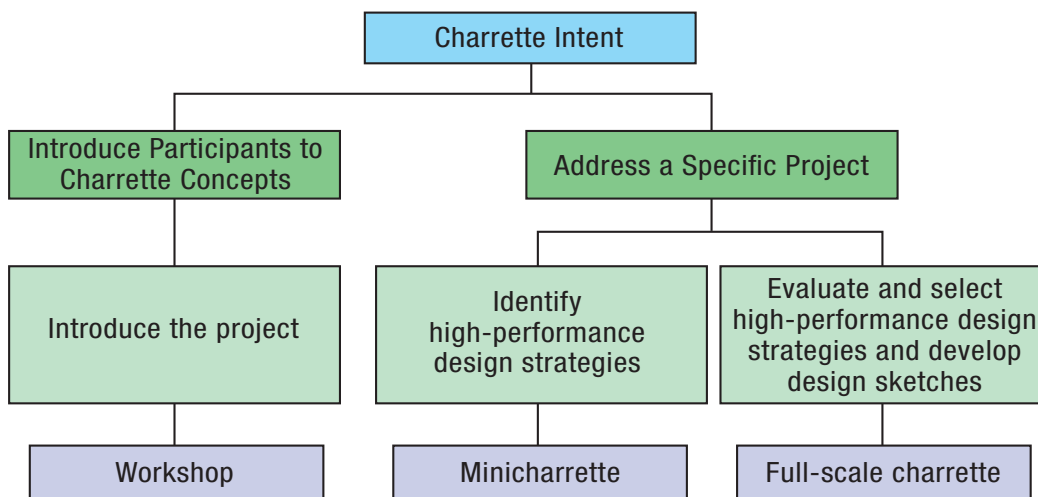 Charrette Intent
Introduce Participants to
Charrette Concepts
Address a Specific Project
Introduce the project
Identify
high-performance
design strategies
Evaluate and select
high-performance design
strategies and develop
design sketches
Workshop
Minicharrette
Full-scale charrette